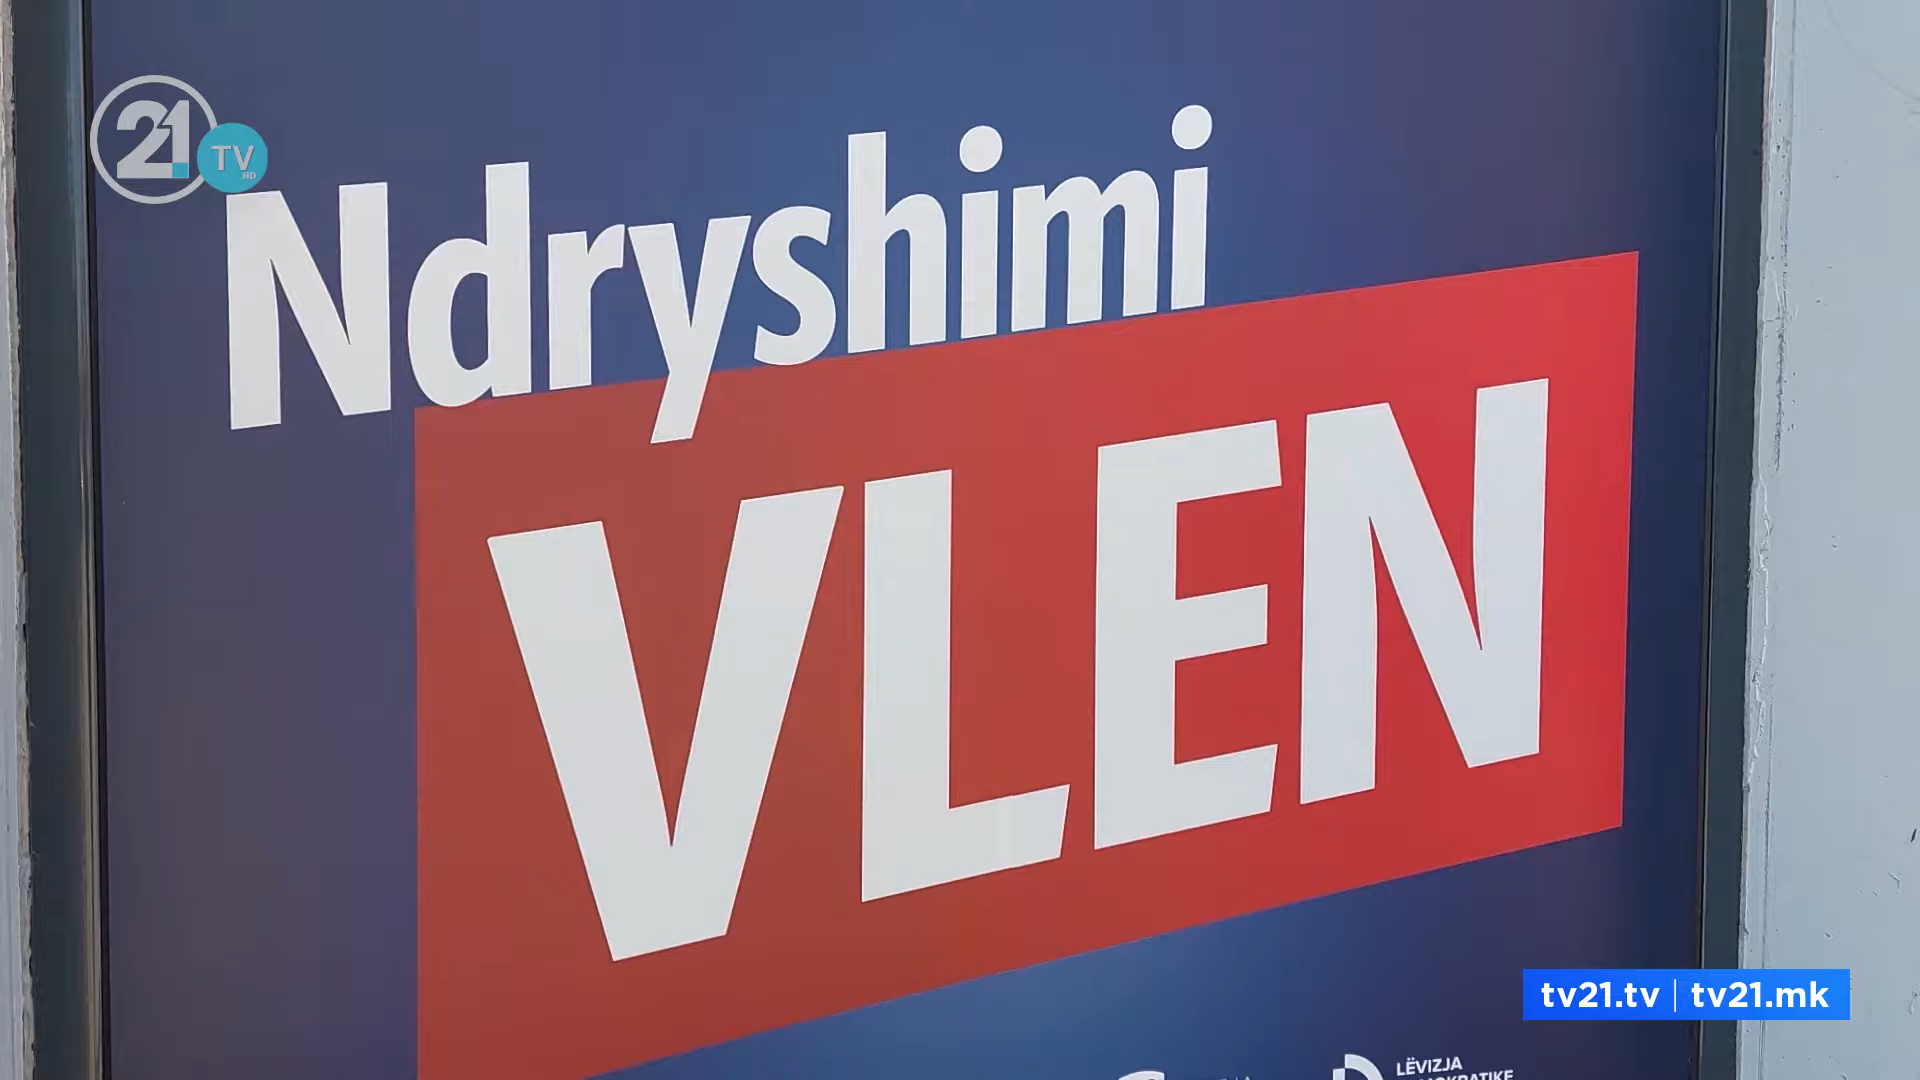 21
TV
HD
Ndryshimi
VLEN
tv21.tv | tv21.mk
LËVIZJA